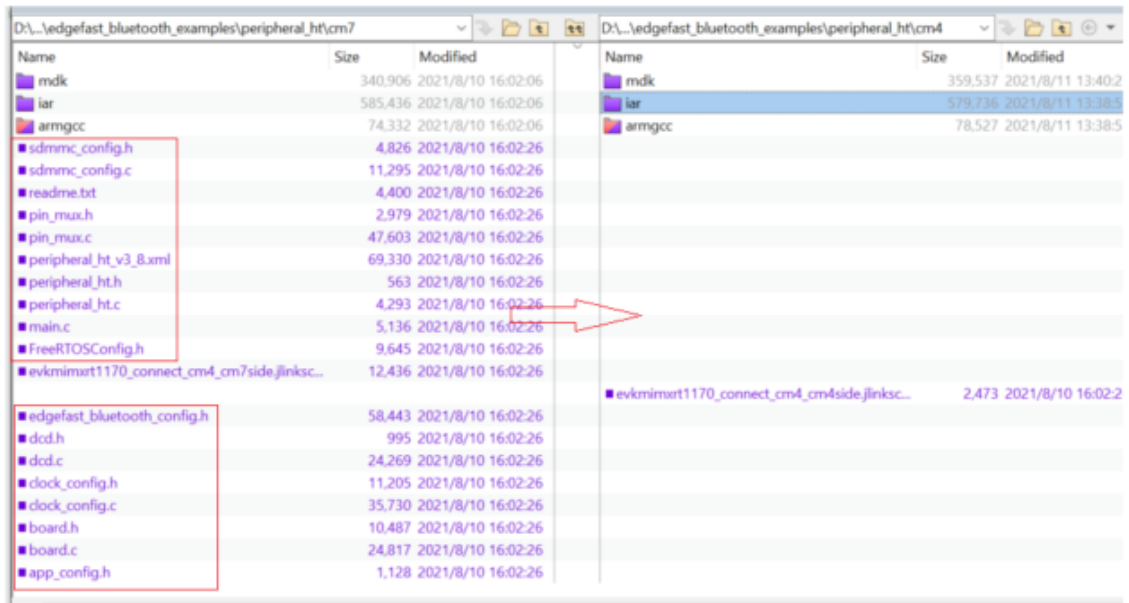 D:\...\edgefast_bluetooth_examples\peripheral_ht\cm7 D:\...\edgefast_bluetooth_examples\peripheral_ht\cm4
Name Size Modified Name Size Modified
mdk 340,906 2021/8/10 16:02:06 mdk 359,537 2021/8/11 13:40:2
iar 585,436 2021/8/10 16:02:06 iar 579,736 2021/8/11 13:38:5
armgcc 74,332 2021/8/10 16:02:06 armgcc 78,527 2021/8/11 13:38:5
sdmmc_config.h 4,826 2021/8/10 16:02:26
sdmmc_config.c 11,295 2021/8/10 16:02:26
readme.txt 4,400 2021/8/10 16:02:26
pin_mux.h 2,979 2021/8/10 16:02:26
pin_mux.c 47,603 2021/8/10 16:02:26
peripheral_ht_v3_8.xml 69,330 2021/8/10 16:02:26
peripheral_ht.h 563 2021/8/10 16:02:26
peripheral_ht.c 4,293 2021/8/10 16:02:26
main.c 5,136 2021/8/10 16:02:26
FreeRTOSConfig.h 9,645 2021/8/10 16:02:26
evkmimxrt1170_connect_cm4_cm7side.jlinksc... 12,436 2021/8/10 16:02:26
evkmimxrt1170_connect_cm4_cm4side.jlinksc... 2,473 2021/8/10 16:02:2
edgefast_bluetooth_config.h 58,443 2021/8/10 16:02:26
dcd.h 995 2021/8/10 16:02:26
dcd.c 24,269 2021/8/10 16:02:26
clock_config.h 11,205 2021/8/10 16:02:26
clock_config.c 35,730 2021/8/10 16:02:26
board.h 10,487 2021/8/10 16:02:26
board.c 24,817 2021/8/10 16:02:26
app_config.h 1,128 2021/8/10 16:02:26